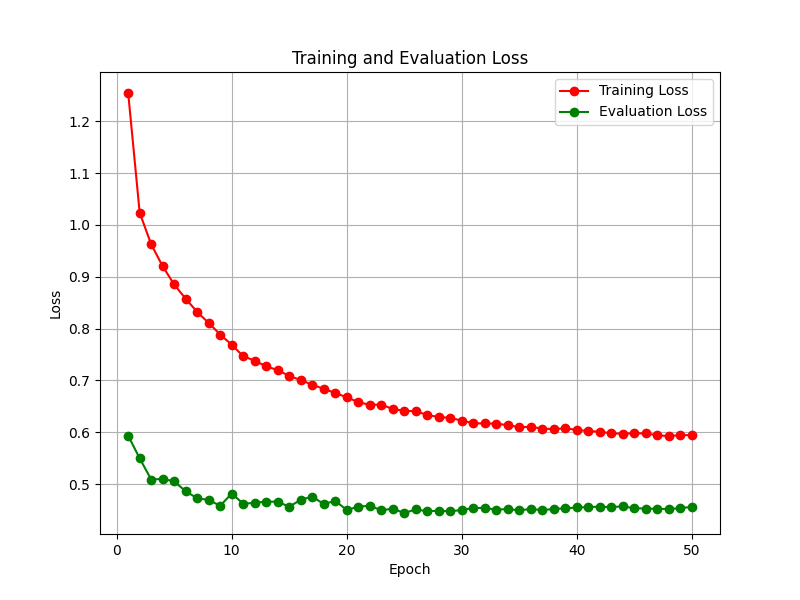 Training and Evaluation Loss
Training Loss
Evaluation Loss
1.2
1.1
1.0
0.9
0.8
0.7
0.6
0.5
Loss
0 10 20 30 40 50
Epoch